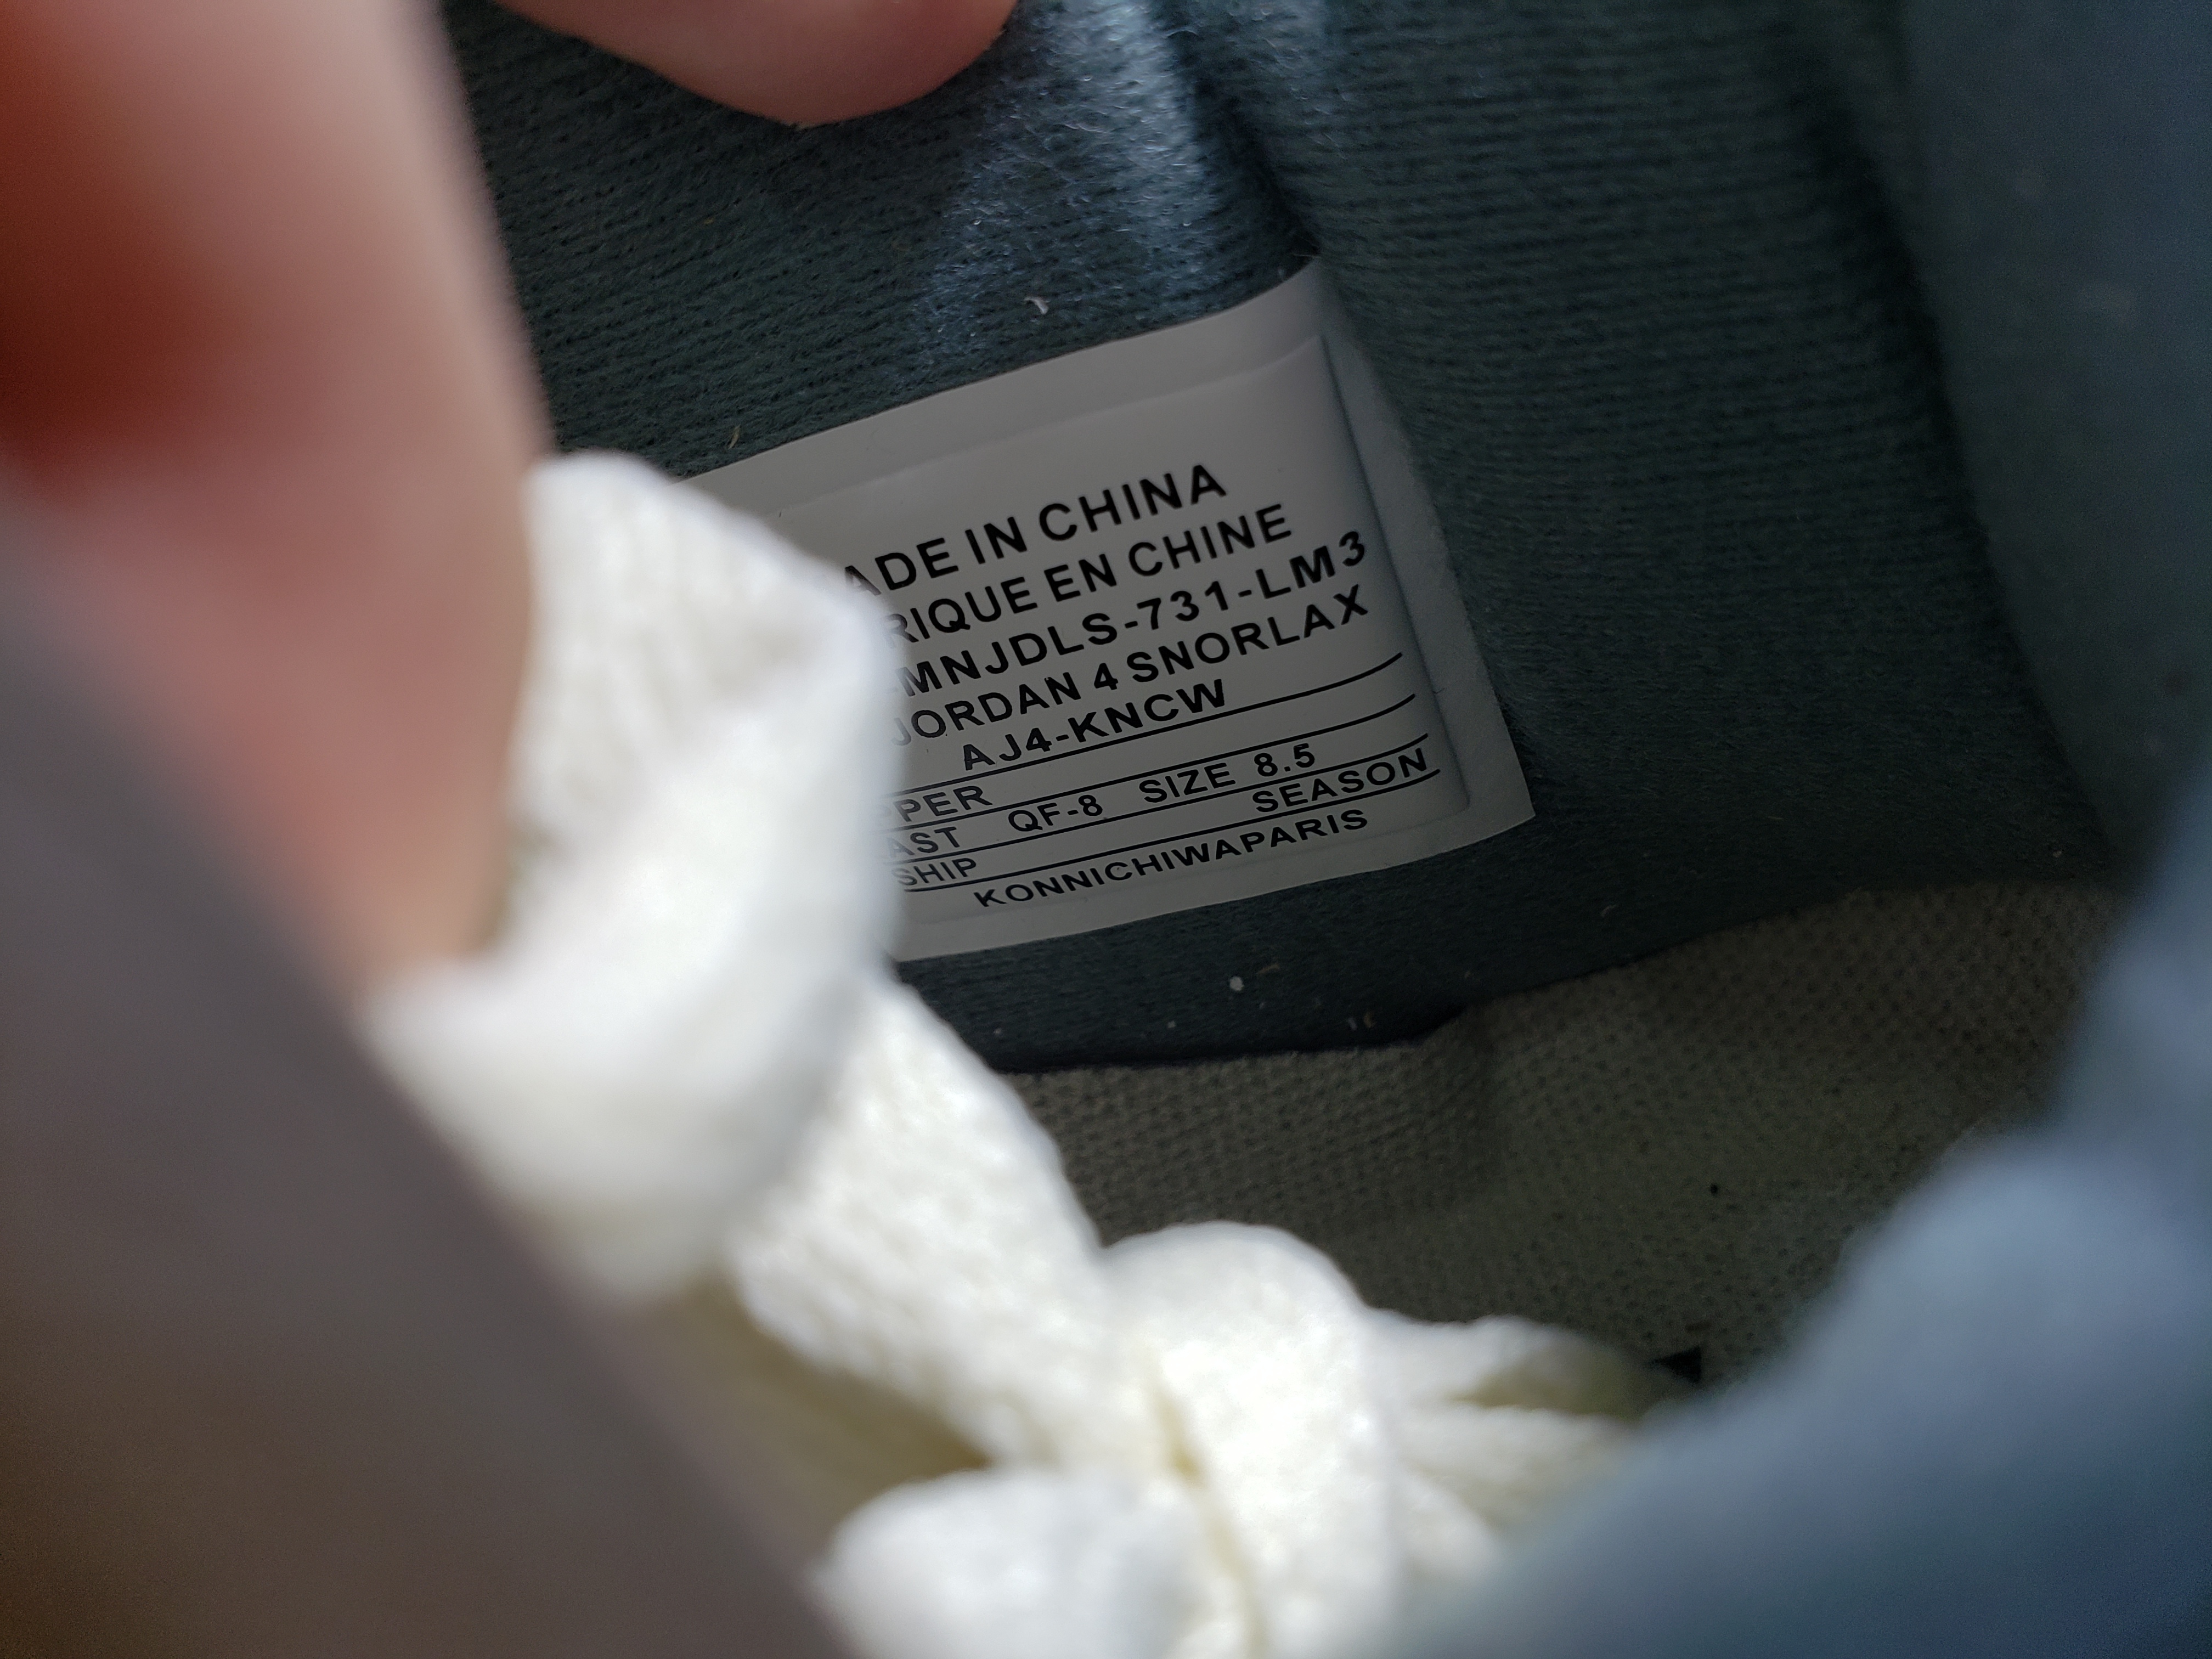 ADE IN CHINA
RIQUE EN CHINE
MNJDLS-731-LM3
JORDAN 4 SNORLAX
AJ4-KNCW
PPER
AST QF-8 SIZE 8.5
SHIP SEASON
KONNICHIWAPARIS